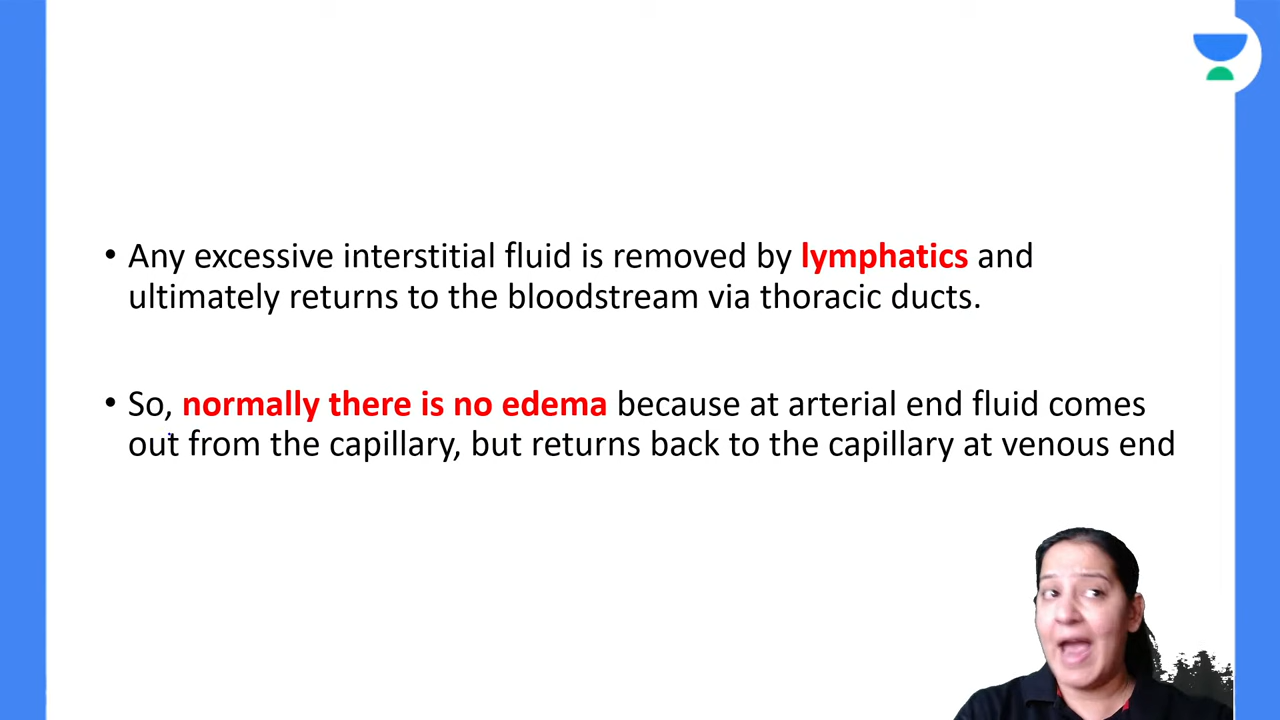 • Any excessive interstitial fluid is removed by lymphatics and
ultimately returns to the bloodstream via thoracic ducts.
• So, normally there is no edema because at arterial end fluid comes
out from the capillary, but returns back to the capillary at venous end